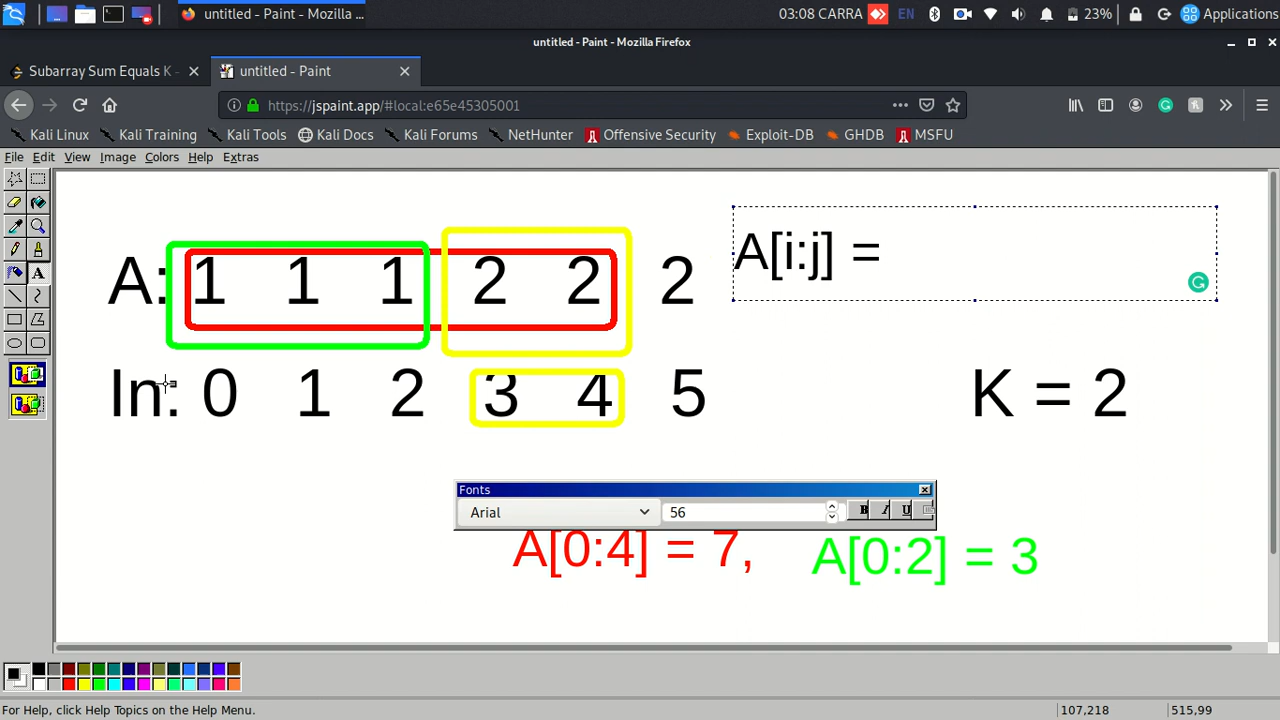 untitled - Paint - Mozilla ...
03:08 CARRA
EN
23%
Applications
untitled - Paint - Mozilla Firefox
Subarray Sum Equals K -
untitled - Paint
https://jspaint.app/#local:e65e45305001
Kali Linux Kali Training Kali Tools Kali Docs Kali Forums NetHunter Offensive Security Exploit-DB GHDB MSFU
File Edit View Image Colors Help Extras
A[i:j] =
A: 1 1 1 2 2 2
In: 0 1 2 3 4 5
K = 2
Fonts
Arial 56 B I U
A[0:4] = 7, A[0:2] = 3
For Help, click Help Topics on the Help Menu. 107,218 515,99